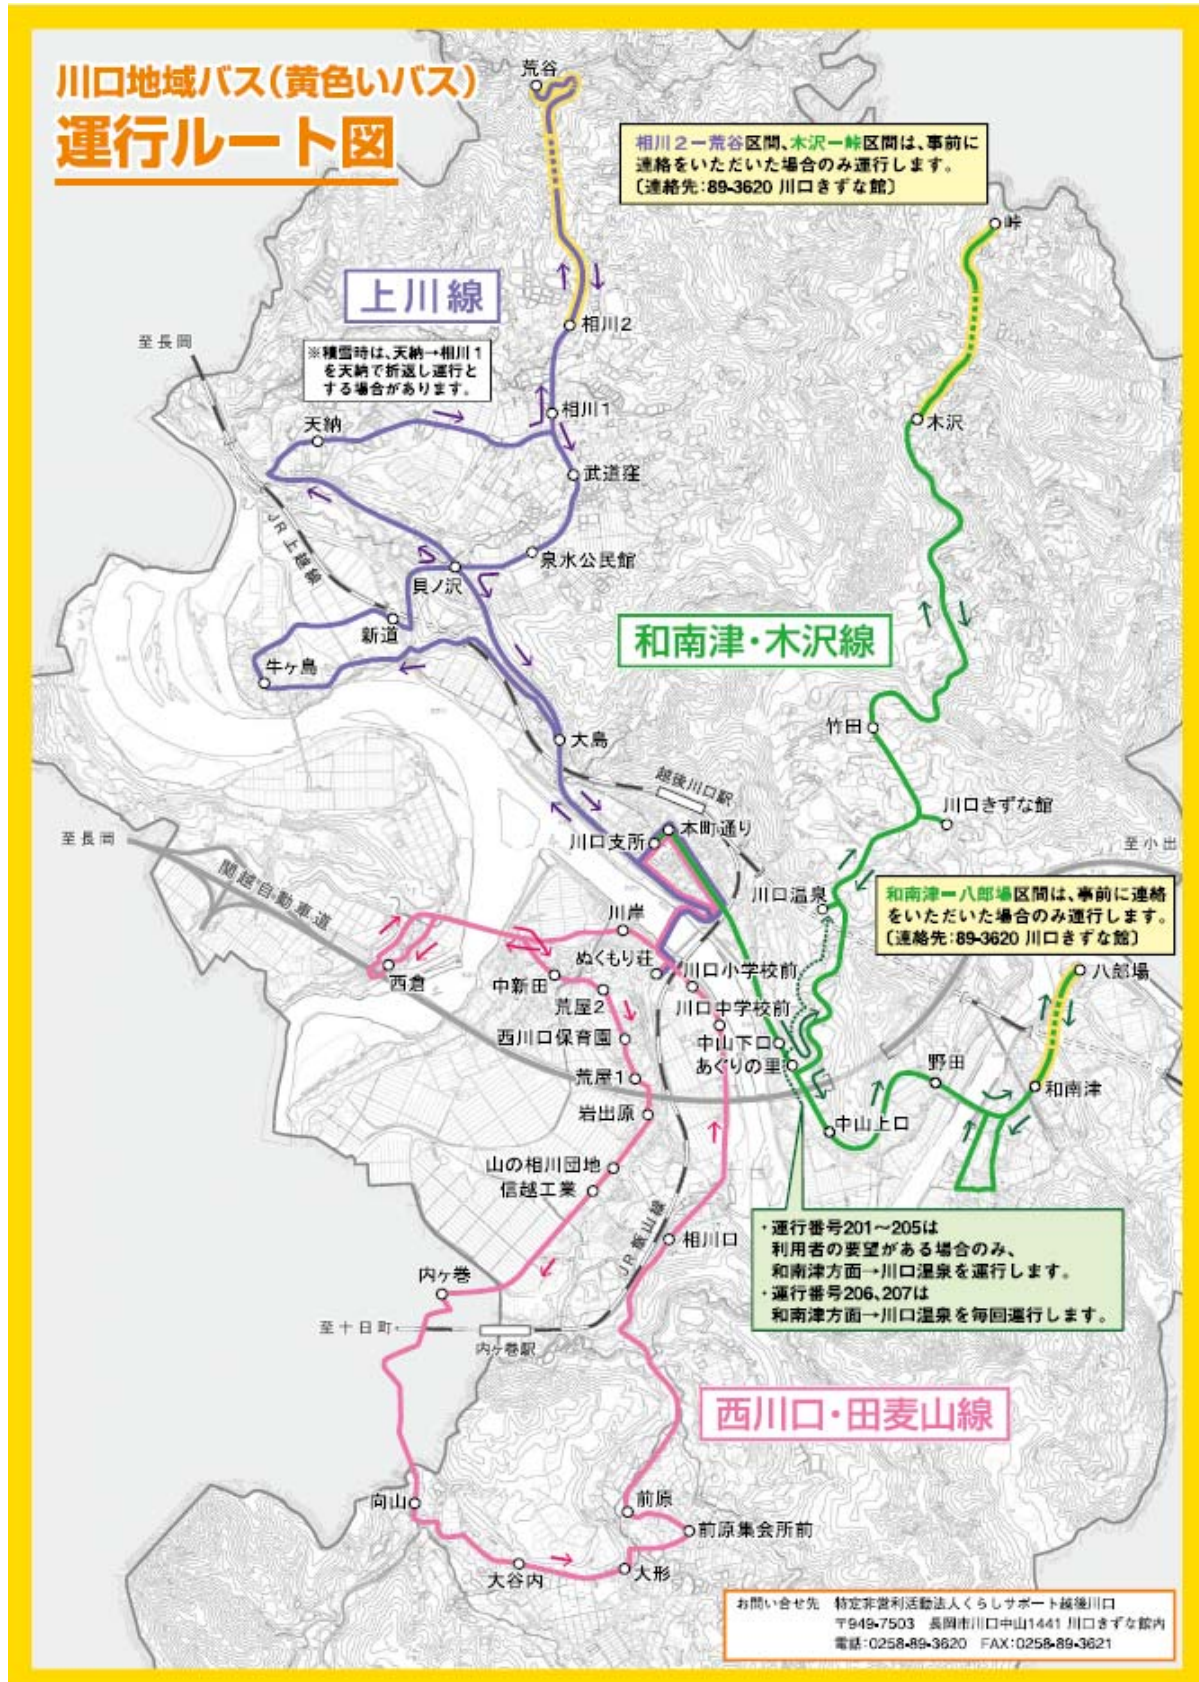 川口地域バス(黄色いバス)
運行ルート図
荒谷
相川2ー荒谷区間、木沢ー峠区間は、事前に
連絡をいただいた場合のみ運行します。
〔連絡先:89-3620 川口きずな館〕
峠
上川線
相川2
至長岡
※積雪時は、天納→相川1
を天納で折返し運行と
する場合があります。
相川1
木沢
天納
武道窪
JR上越線
泉水公民館
貝ノ沢
新道
和南津・木沢線
牛ヶ島
竹田
大島
越後川口駅
川口きずな館
本町通り
川口支所
至長岡
至小出
関越自動車道
川口温泉
和南津ー八郎場区間は、事前に連絡
をいただいた場合のみ運行します。
〔連絡先:89-3620 川口きずな館〕
川岸
西倉
中新田
ぬくもり荘
川口小学校前
八郎場
荒屋2
川口中学校前
西川口保育園
中山下口
あぐりの里
荒屋1
野田
和南津
岩出原
中山上口
山の相川団地
信越工業
JR飯山線
相川口
・運行番号201〜205は
利用者の要望がある場合のみ、
和南津方面→川口温泉を運行します。
・運行番号206、207は
和南津方面→川口温泉を毎回運行します。
内ヶ巻
至十日町
内ヶ巻駅
西川口・田麦山線
向山
前原
前原集会所前
大谷内
大形
お問い合せ先 特定非営利活動法人くらしサポート越後川口
〒949-7503 長岡市川口中山1441 川口きずな館内
電話:0258-89-3620 FAX:0258-89-3621